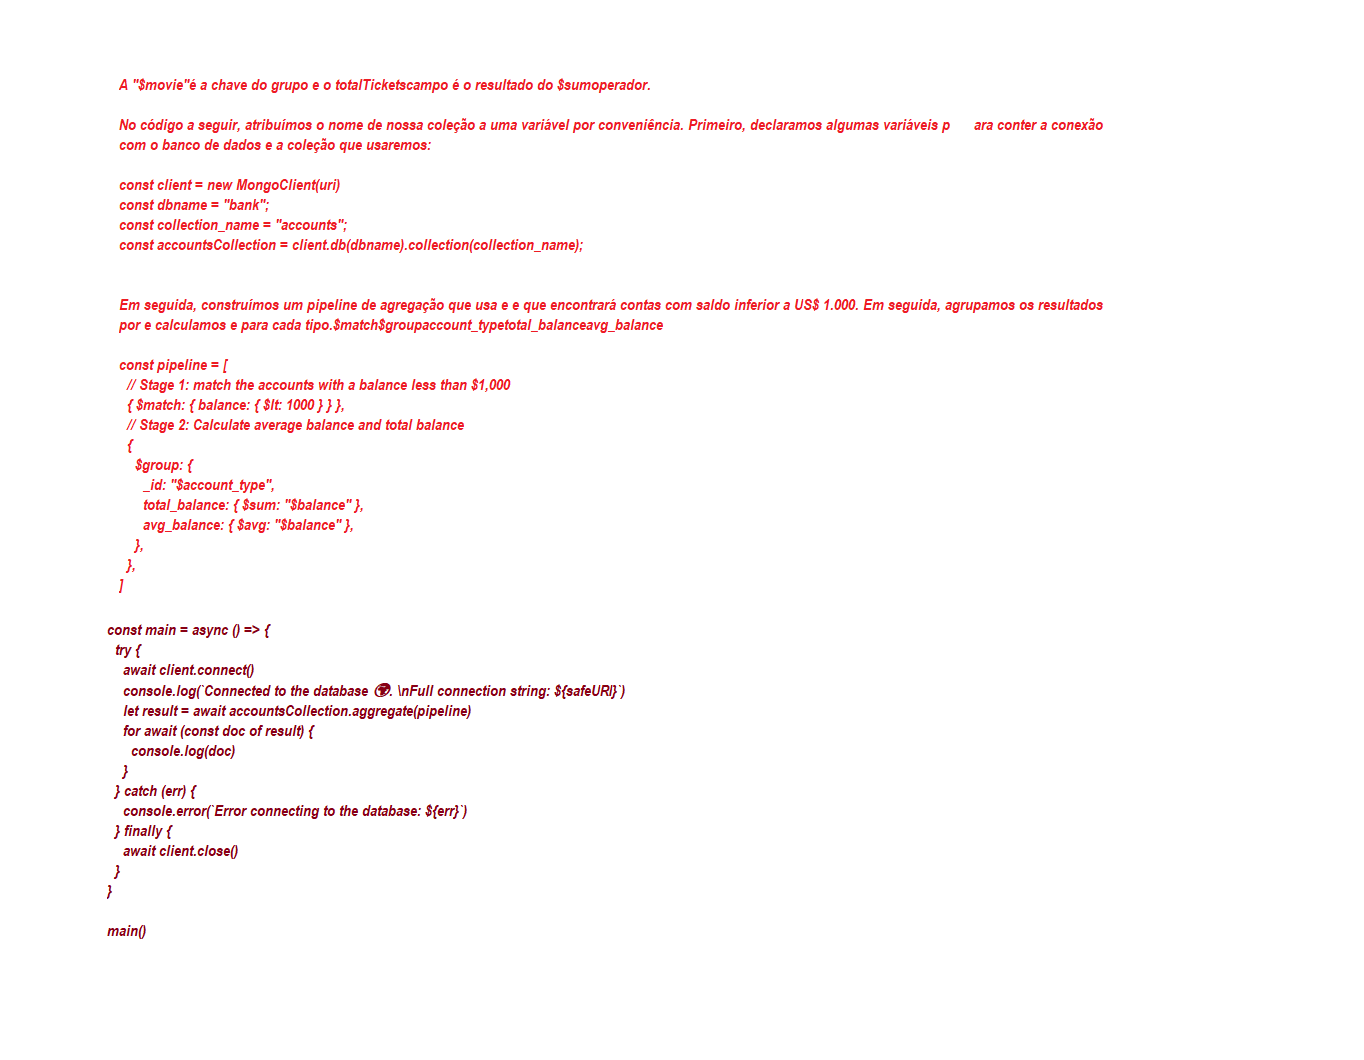 A "$movie"é a chave do grupo e o totalTicketscampo é o resultado do $sumoperador.
No código a seguir, atribuímos o nome de nossa coleção a uma variável por conveniência. Primeiro, declaramos algumas variáveis p ara conter a conexão
com o banco de dados e a coleção que usaremos:
const client = new MongoClient(uri)
const dbname = "bank";
const collection_name = "accounts";
const accountsCollection = client.db(dbname).collection(collection_name);
Em seguida, construímos um pipeline de agregação que usa e e que encontrará contas com saldo inferior a US$ 1.000. Em seguida, agrupamos os resultados
por e calculamos e para cada tipo.$match$groupaccount_typetotal_balanceavg_balance
const pipeline = [
// Stage 1: match the accounts with a balance less than $1,000
{ $match: { balance: { $lt: 1000 } } },
// Stage 2: Calculate average balance and total balance
{
$group: {
_id: "$account_type",
total_balance: { $sum: "$balance" },
avg_balance: { $avg: "$balance" },
},
},
]
const main = async () => {
try {
await client.connect()
console.log(`Connected to the database 🌍. \nFull connection string: ${safeURI}`)
let result = await accountsCollection.aggregate(pipeline)
for await (const doc of result) {
console.log(doc)
}
} catch (err) {
console.error(`Error connecting to the database: ${err}`)
} finally {
await client.close()
}
}
main()